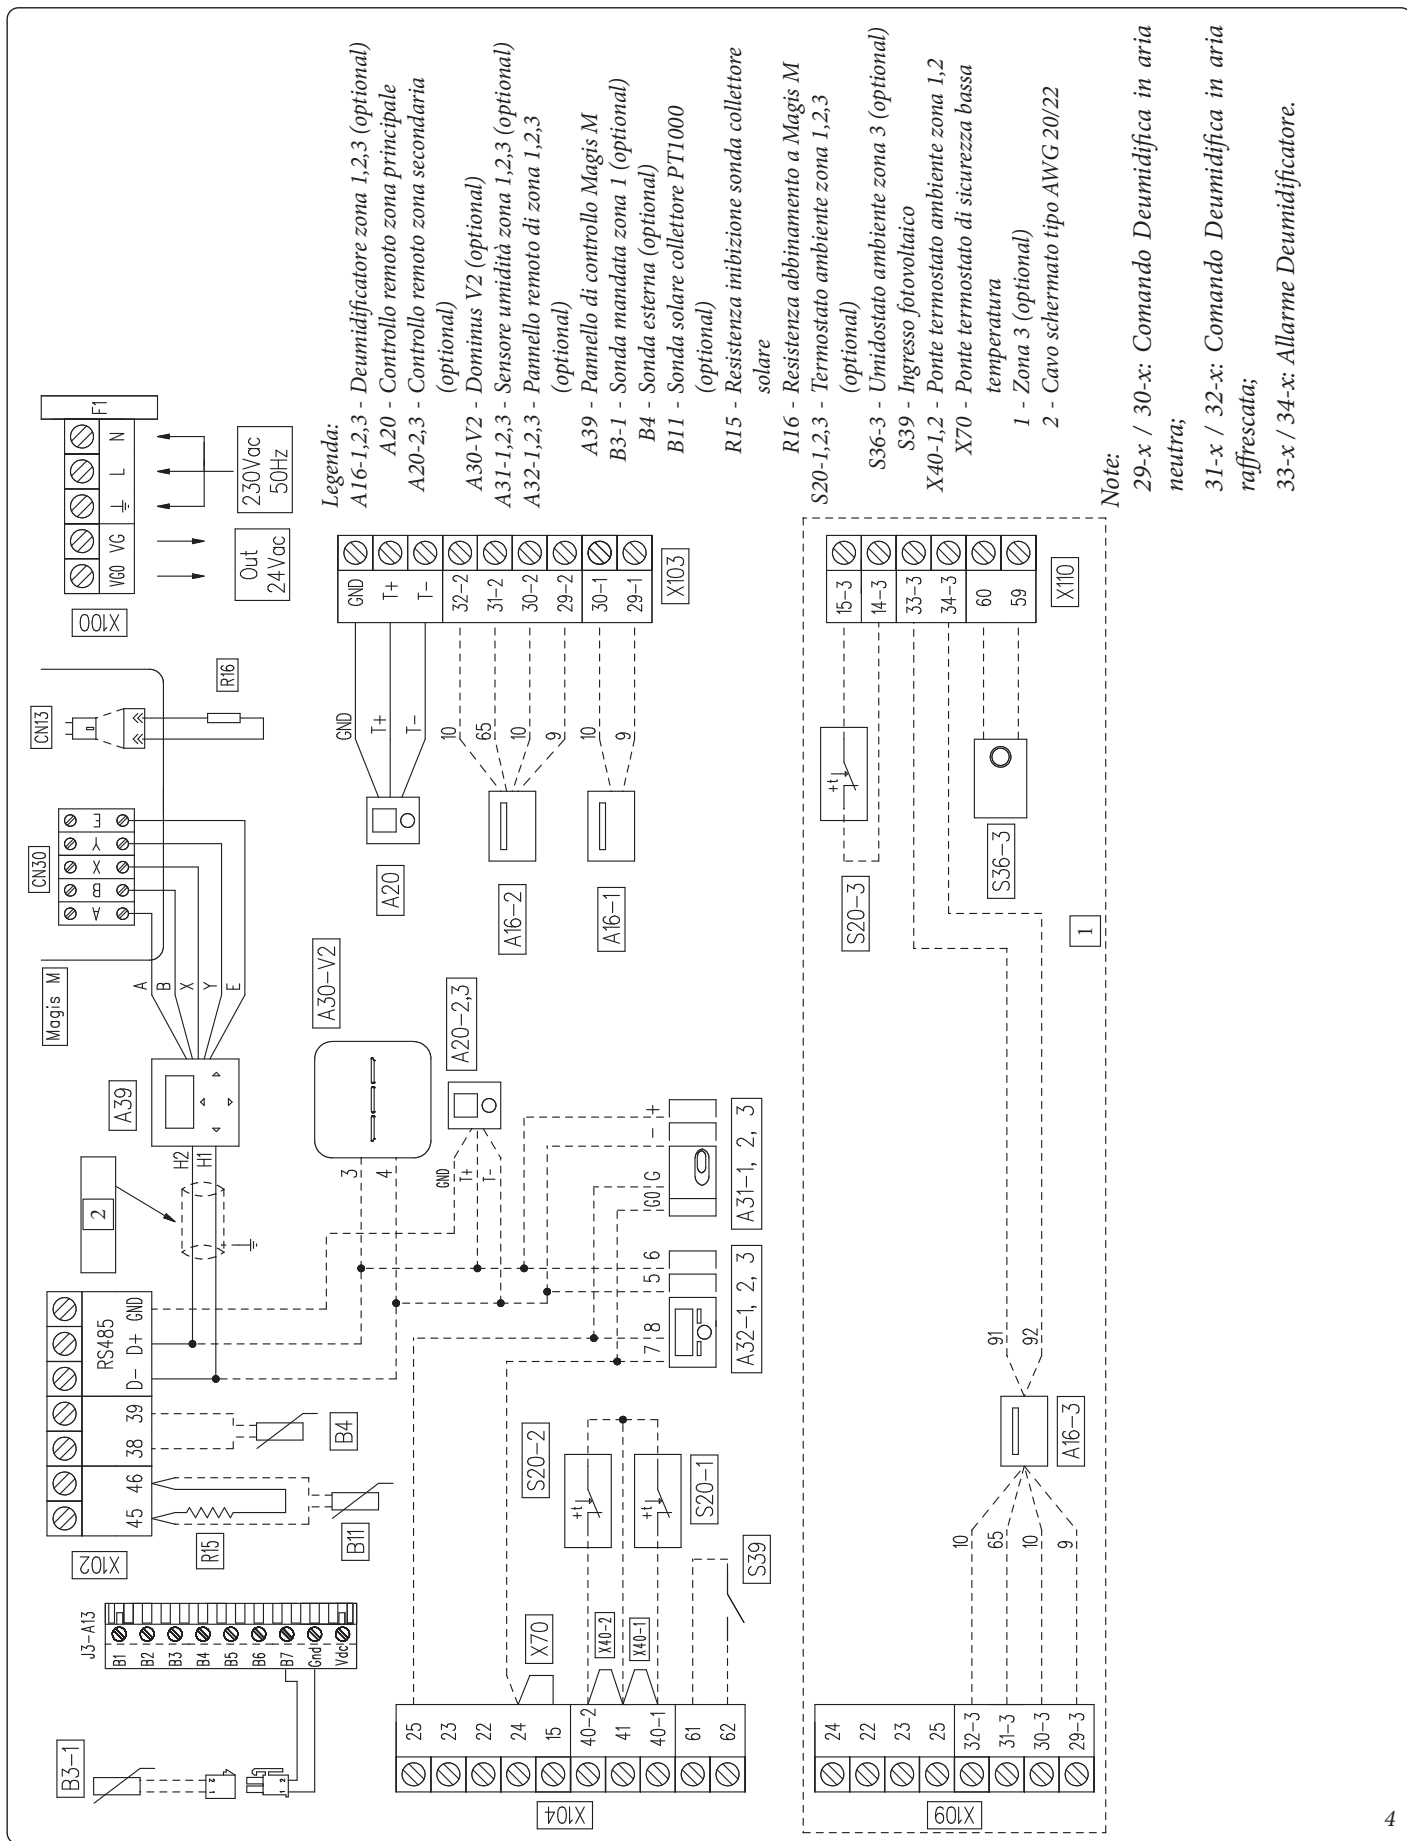 X100
VG0
VG
L
N
F1
Out
24Vac
230Vac
50Hz
Legenda:
A16-1,2,3 - Deumidificatore zona 1,2,3 (optional)
A20 - Controllo remoto zona principale
A20-2,3 - Controllo remoto zona secondaria
(optional)
A30-V2 - Dominus V2 (optional)
A31-1,2,3 - Sensore umidità zona 1,2,3 (optional)
A32-1,2,3 - Pannello remoto di zona 1,2,3
(optional)
A39 - Pannello di controllo Magis M
B3-1 - Sonda mandata zona 1 (optional)
B4 - Sonda esterna (optional)
B11 - Sonda solare collettore PT1000
(optional)
R15 - Resistenza inibizione sonda collettore
solare
R16 - Resistenza abbinamento a Magis M
S20-1,2,3 - Termostato ambiente zona 1,2,3
(optional)
S36-3 - Umidostato ambiente zona 3 (optional)
S39 - Ingresso fotovoltaico
X40-1,2 - Ponte termostato ambiente zona 1,2
X70 - Ponte termostato di sicurezza bassa
temperatura
1 - Zona 3 (optional)
2 - Cavo schermato tipo AWG 20/22
Note:
29-x / 30-x: Comando Deumidifica in aria
neutra;
31-x / 32-x: Comando Deumidifica in aria
raffrescata;
33-x / 34-x: Allarme Deumidificatore.
Magis M
CN30
A
B
X
Y
E
CN13
R16
A
B
X
Y
E
A39
H2
H1
2
X102
45
46
38
39
D-
D+
GND
RS485
R15
B11
B4
J3-A13
B1
B2
B3
B4
B5
B6
B7
Gnd
Vdc
B3-1
1
2
1
2
A30-V2
3
4
A20-2,3
GND
T+
T-
A20
GND
T+
T-
A16-2
10
65
10
9
A16-1
10
9
GND
T+
T-
32-2
31-2
30-2
29-2
30-1
29-1
X103
X104
25
23
22
24
15
40-2
41
40-1
61
62
X70
X40-2
X40-1
S20-2
+t
S20-1
+t
S39
7
8
5
6
A32-1, 2, 3
G0
G
-
+
A31-1, 2, 3
X109
24
22
23
25
32-3
31-3
30-3
29-3
10
65
10
9
A16-3
91
92
1
S20-3
+t
S36-3
15-3
14-3
33-3
34-3
60
59
X110
4